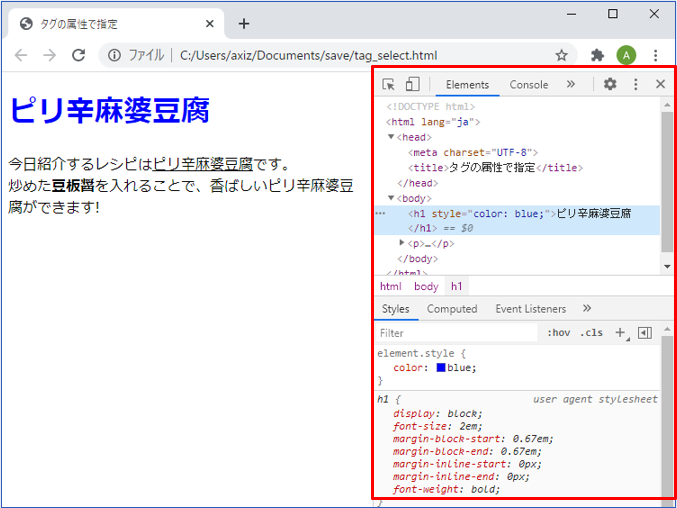 タグの属性で指定
ファイル | C:/Users/axiz/Documents/save/tag_select.html
A
ピリ辛麻婆豆腐
今日紹介するレシピはピリ辛麻婆豆腐です。
炒めた豆板醤を入れることで、香ばしいピリ辛麻婆豆
腐ができます!
Elements Console »
<!DOCTYPE html>
<html lang="ja">
<head>
<meta charset="UTF-8">
<title>タグの属性で指定</title>
</head>
<body>
<h1 style="color: blue;">ピリ辛麻婆豆腐
</h1> == $0
<p>…</p>
</body>
</html>
html body h1
Styles Computed Event Listeners »
Filter :hov .cls +
element.style {
color: blue;
}
h1 { user agent stylesheet
display: block;
font-size: 2em;
margin-block-start: 0.67em;
margin-block-end: 0.67em;
margin-inline-start: 0px;
margin-inline-end: 0px;
font-weight: bold;
}